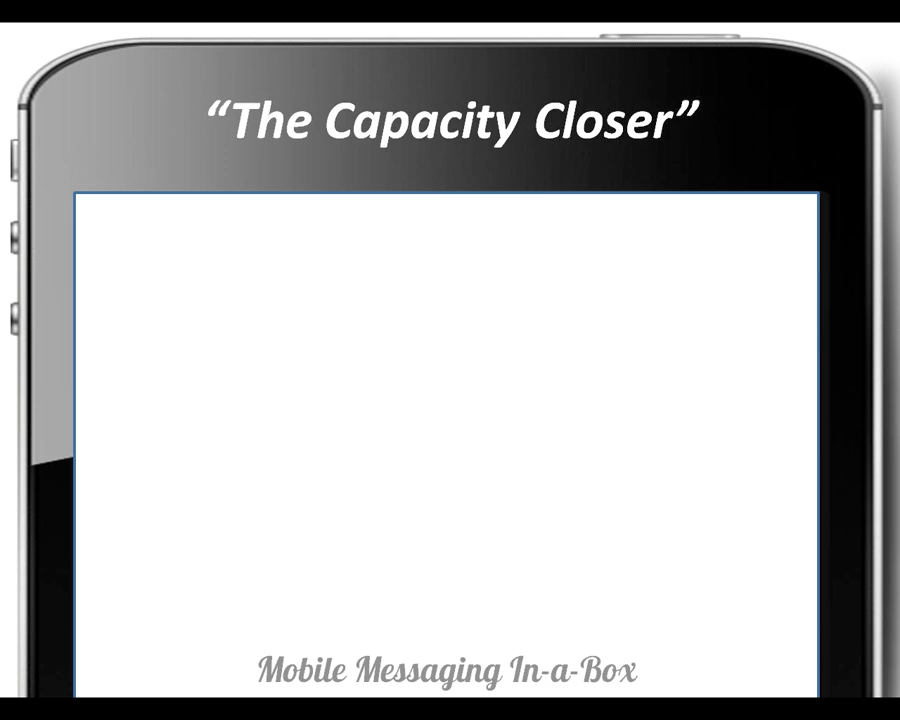 “The Capacity Closer”
Mobile Messaging In-a-Box